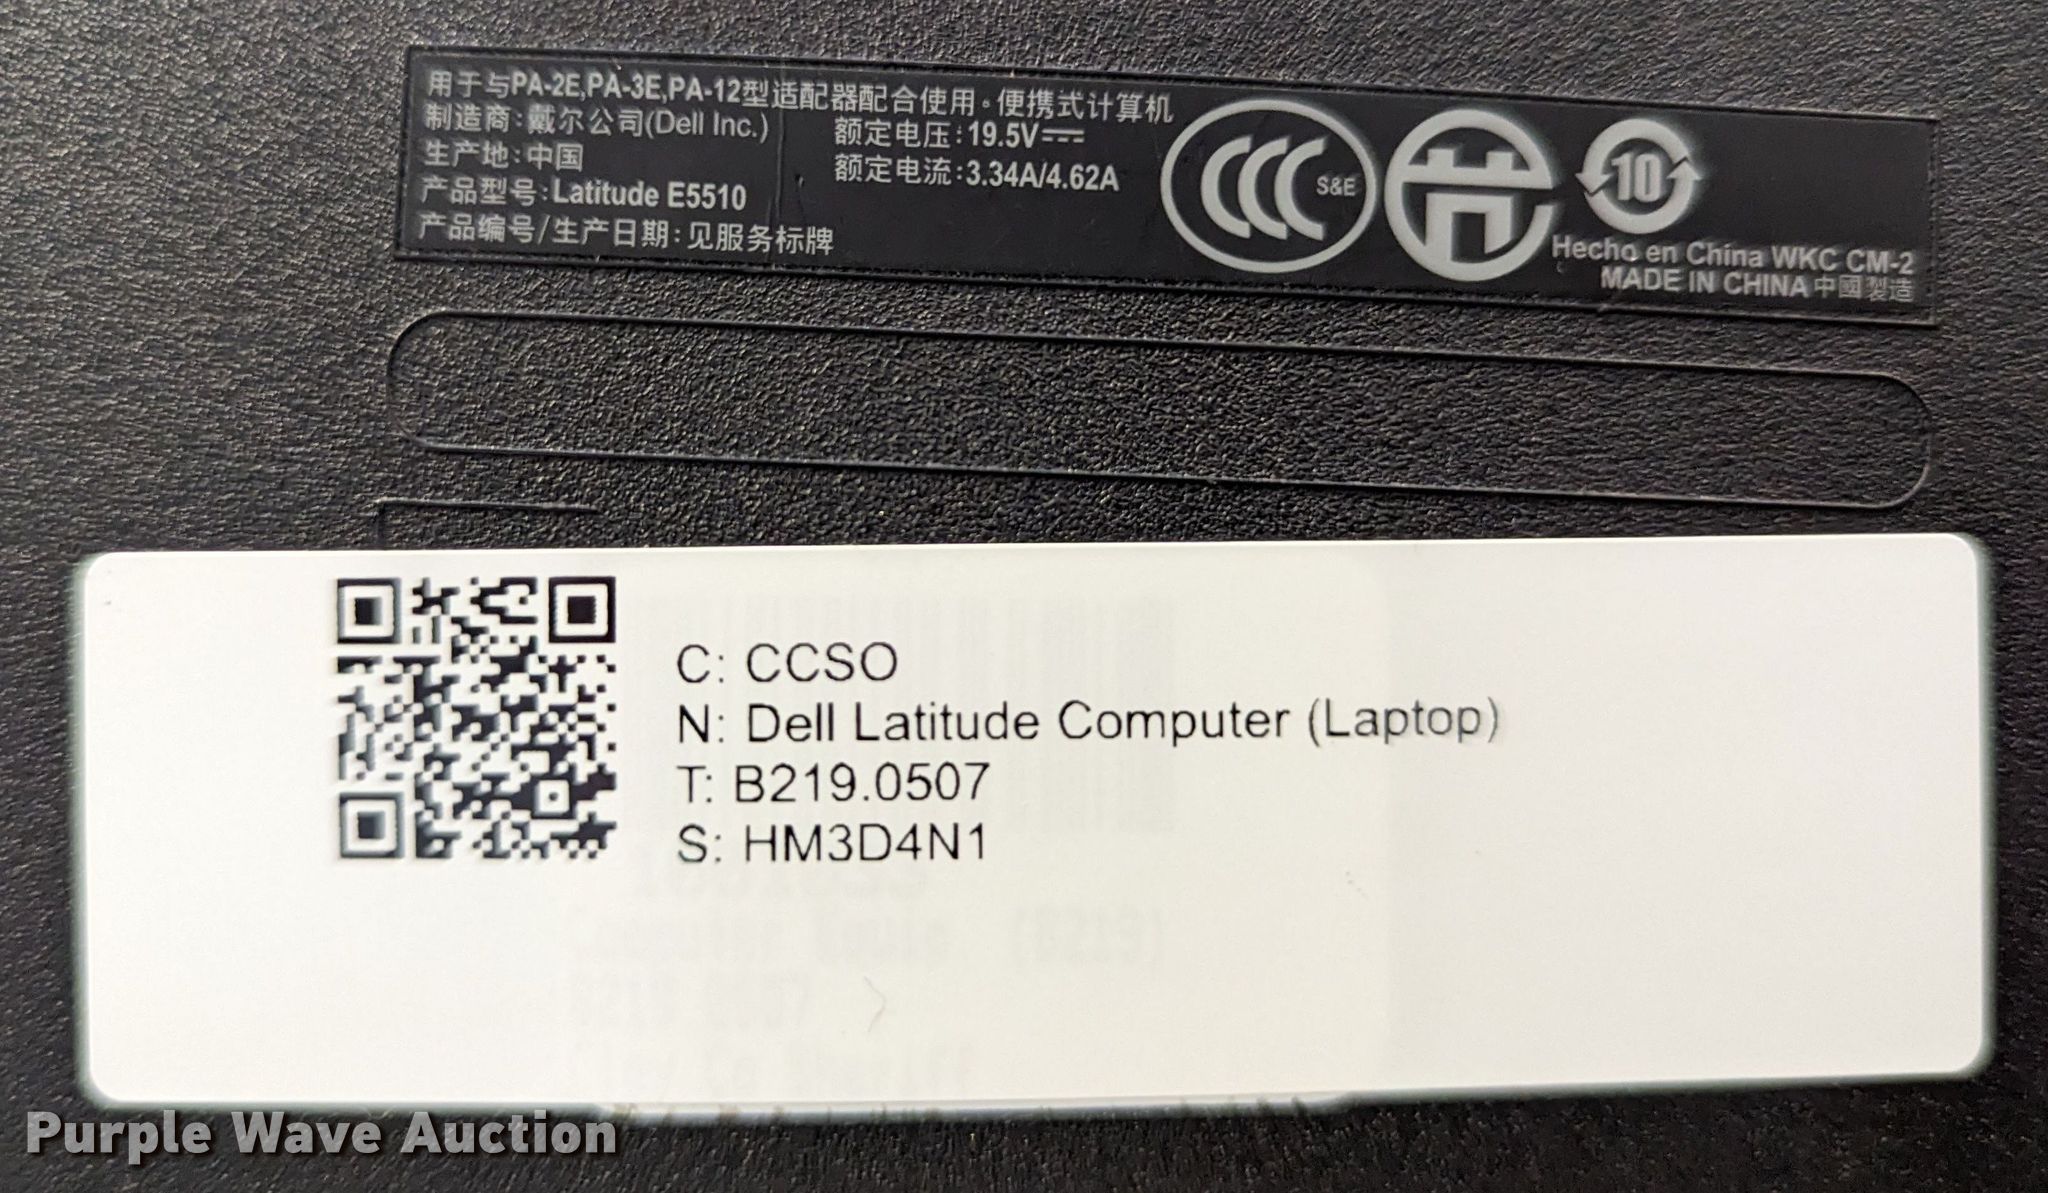 用于与PA-2E,PA-3E,PA-12型适配器配合使用。便携式计算机
制造商:戴尔公司(Dell Inc.)
额定电压:19.5V
生产地:中国
额定电流:3.34A/4.62A
产品型号:Latitude E5510
产品编号/生产日期:见服务标牌
CCC S&E
10
Hecho en China WKC CM-2
MADE IN CHINA 中國製造
C: CCSO
N: Dell Latitude Computer (Laptop)
T: B219.0507
S: HM3D4N1
(B219)
Purple Wave Auction